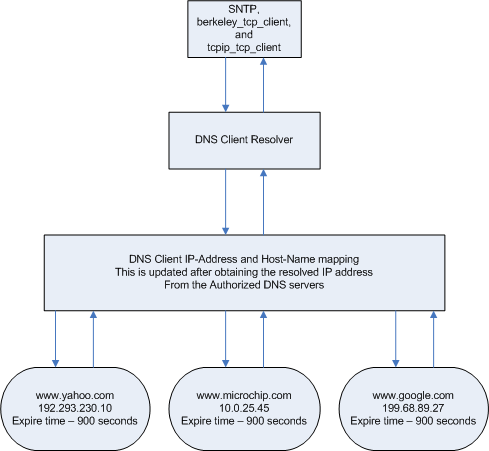 SNTP,
berkeley_tcp_client,
and
tcpip_tcp_client
DNS Client Resolver
DNS Client IP-Address and Host-Name mapping
This is updated after obtaining the resolved IP address
From the Authorized DNS servers
www.yahoo.com
192.293.230.10
Expire time – 900 seconds
www.microchip.com
10.0.25.45
Expire time – 900 seconds
www.google.com
199.68.89.27
Expire time – 900 seconds